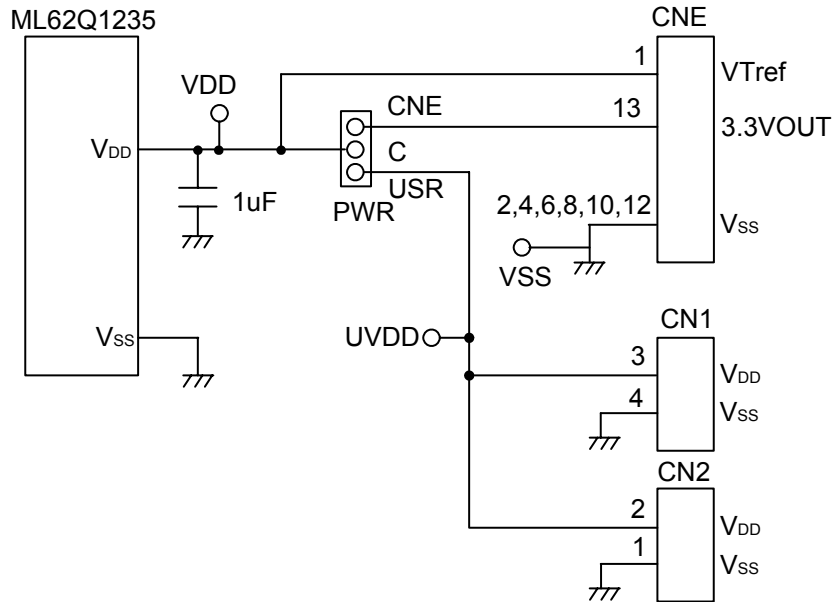 ML62Q1235
CNE
1
VTref
VDD
CNE
13
3.3VOUT
VDD
C
1uF
USR
PWR
2,4,6,8,10,12
VSS
VSS
VSS
CN1
UVDD
3
VDD
4
VSS
CN2
2
VDD
1
VSS